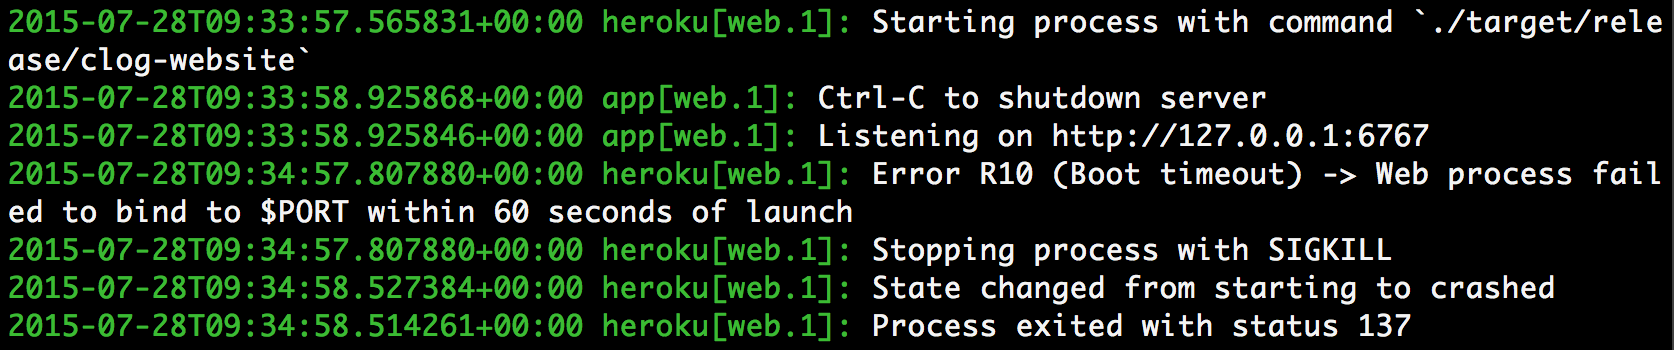 2015-07-28T09:33:57.565831+00:00 heroku[web.1]: Starting process with command `./target/rele
ase/clog-website`
2015-07-28T09:33:58.925868+00:00 app[web.1]: Ctrl-C to shutdown server
2015-07-28T09:33:58.925846+00:00 app[web.1]: Listening on http://127.0.0.1:6767
2015-07-28T09:34:57.807880+00:00 heroku[web.1]: Error R10 (Boot timeout) -> Web process fail
ed to bind to $PORT within 60 seconds of launch
2015-07-28T09:34:57.807880+00:00 heroku[web.1]: Stopping process with SIGKILL
2015-07-28T09:34:58.527384+00:00 heroku[web.1]: State changed from starting to crashed
2015-07-28T09:34:58.514261+00:00 heroku[web.1]: Process exited with status 137